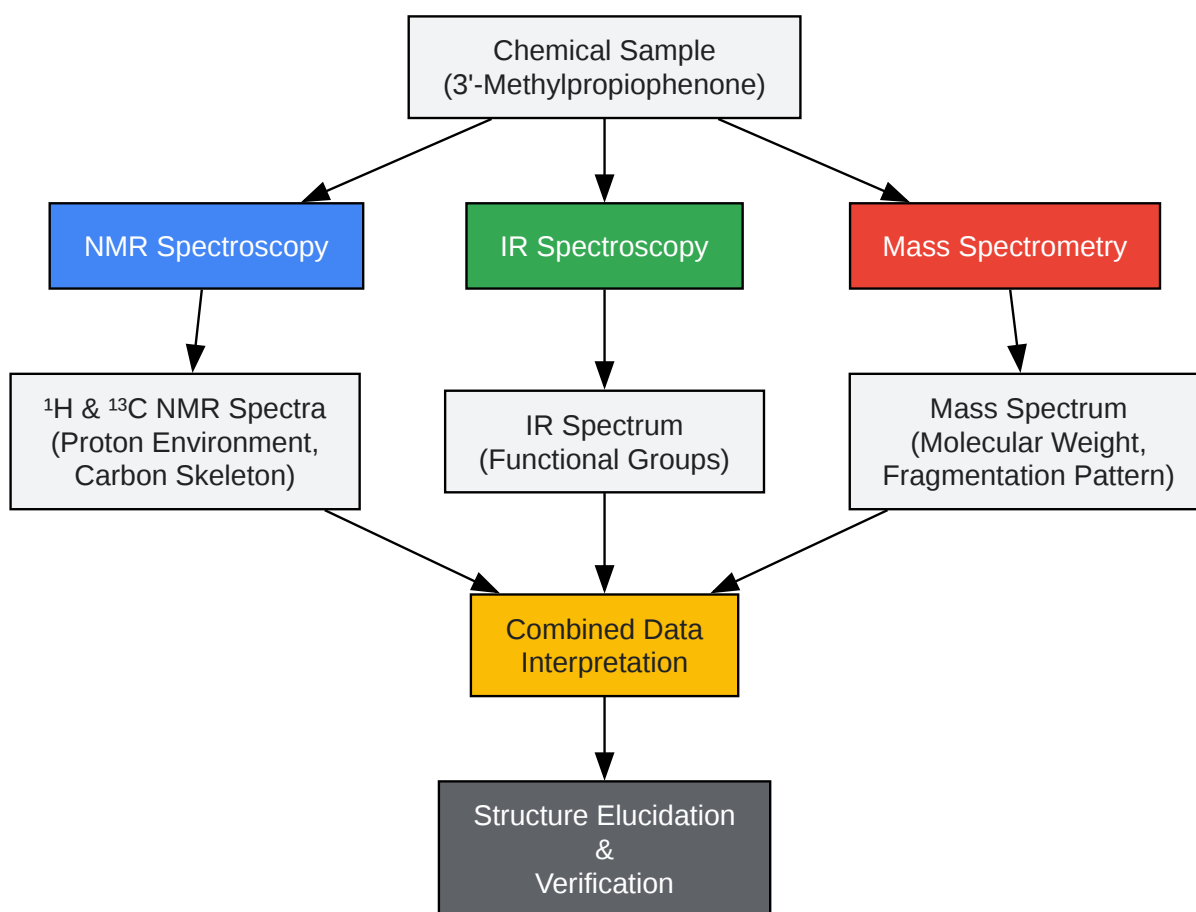 Chemical Sample
(3'-Methylpropiophenone)
NMR Spectroscopy
IR Spectroscopy
Mass Spectrometry
¹H & ¹³C NMR Spectra
(Proton Environment,
Carbon Skeleton)
IR Spectrum
(Functional Groups)
Mass Spectrum
(Molecular Weight,
Fragmentation Pattern)
Combined Data
Interpretation
Structure Elucidation
&
Verification